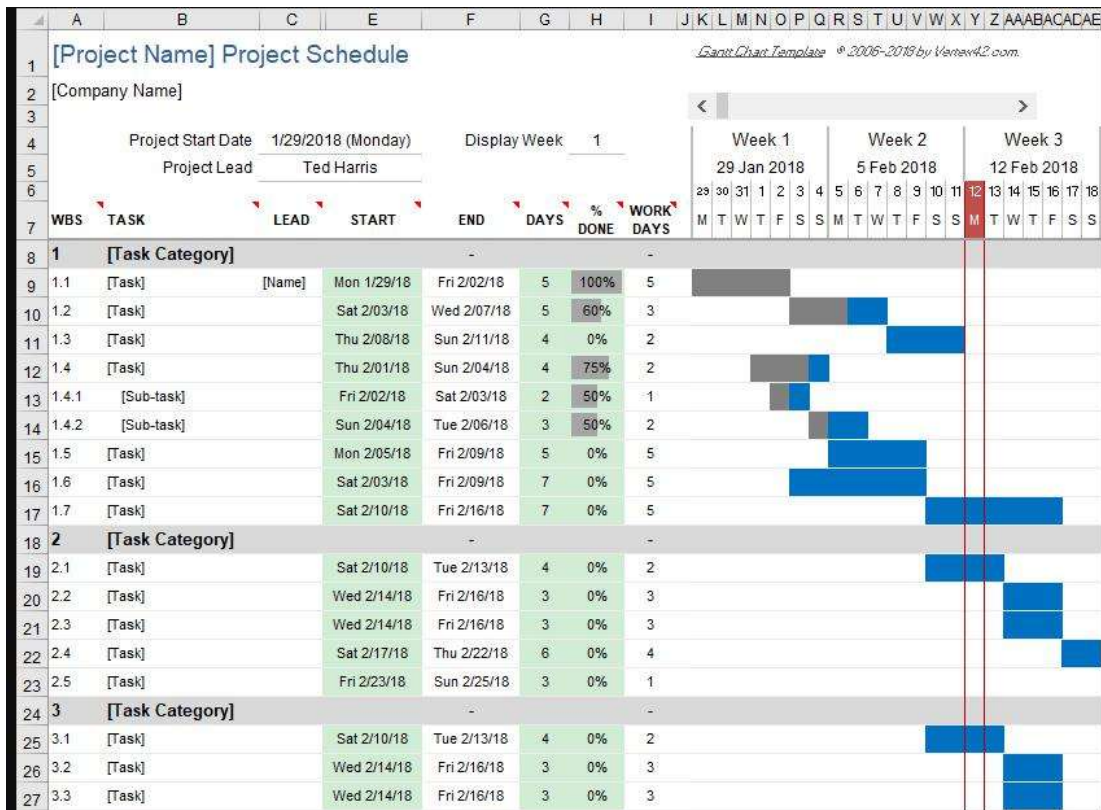 A B C E F G H I J K L M N O P Q R S T U V W X Y Z AA AB AC AD AE
1 [Project Name] Project Schedule Gantt Chart Template © 2006-2018 by Vertex42.com.
2 [Company Name]
3 < >
4 Project Start Date 1/29/2018 (Monday) Display Week 1 Week 1 Week 2 Week 3
5 Project Lead Ted Harris 29 Jan 2018 5 Feb 2018 12 Feb 2018
6 29 30 31 1 2 3 4 5 6 7 8 9 10 11 12 13 14 15 16 17 18
7 WBS TASK LEAD START END DAYS % DONE WORK DAYS M T W T F S S M T W T F S S M T W T F S S
8 1 [Task Category] - -
9 1.1 [Task] [Name] Mon 1/29/18 Fri 2/02/18 5 100% 5
10 1.2 [Task] Sat 2/03/18 Wed 2/07/18 5 60% 3
11 1.3 [Task] Thu 2/08/18 Sun 2/11/18 4 0% 2
12 1.4 [Task] Thu 2/01/18 Sun 2/04/18 4 75% 2
13 1.4.1 [Sub-task] Fri 2/02/18 Sat 2/03/18 2 50% 1
14 1.4.2 [Sub-task] Sun 2/04/18 Tue 2/06/18 3 50% 2
15 1.5 [Task] Mon 2/05/18 Fri 2/09/18 5 0% 5
16 1.6 [Task] Sat 2/03/18 Fri 2/09/18 7 0% 5
17 1.7 [Task] Sat 2/10/18 Fri 2/16/18 7 0% 5
18 2 [Task Category] - -
19 2.1 [Task] Sat 2/10/18 Tue 2/13/18 4 0% 2
20 2.2 [Task] Wed 2/14/18 Fri 2/16/18 3 0% 3
21 2.3 [Task] Wed 2/14/18 Fri 2/16/18 3 0% 3
22 2.4 [Task] Sat 2/17/18 Thu 2/22/18 6 0% 4
23 2.5 [Task] Fri 2/23/18 Sun 2/25/18 3 0% 1
24 3 [Task Category] - -
25 3.1 [Task] Sat 2/10/18 Tue 2/13/18 4 0% 2
26 3.2 [Task] Wed 2/14/18 Fri 2/16/18 3 0% 3
27 3.3 [Task] Wed 2/14/18 Fri 2/16/18 3 0% 3